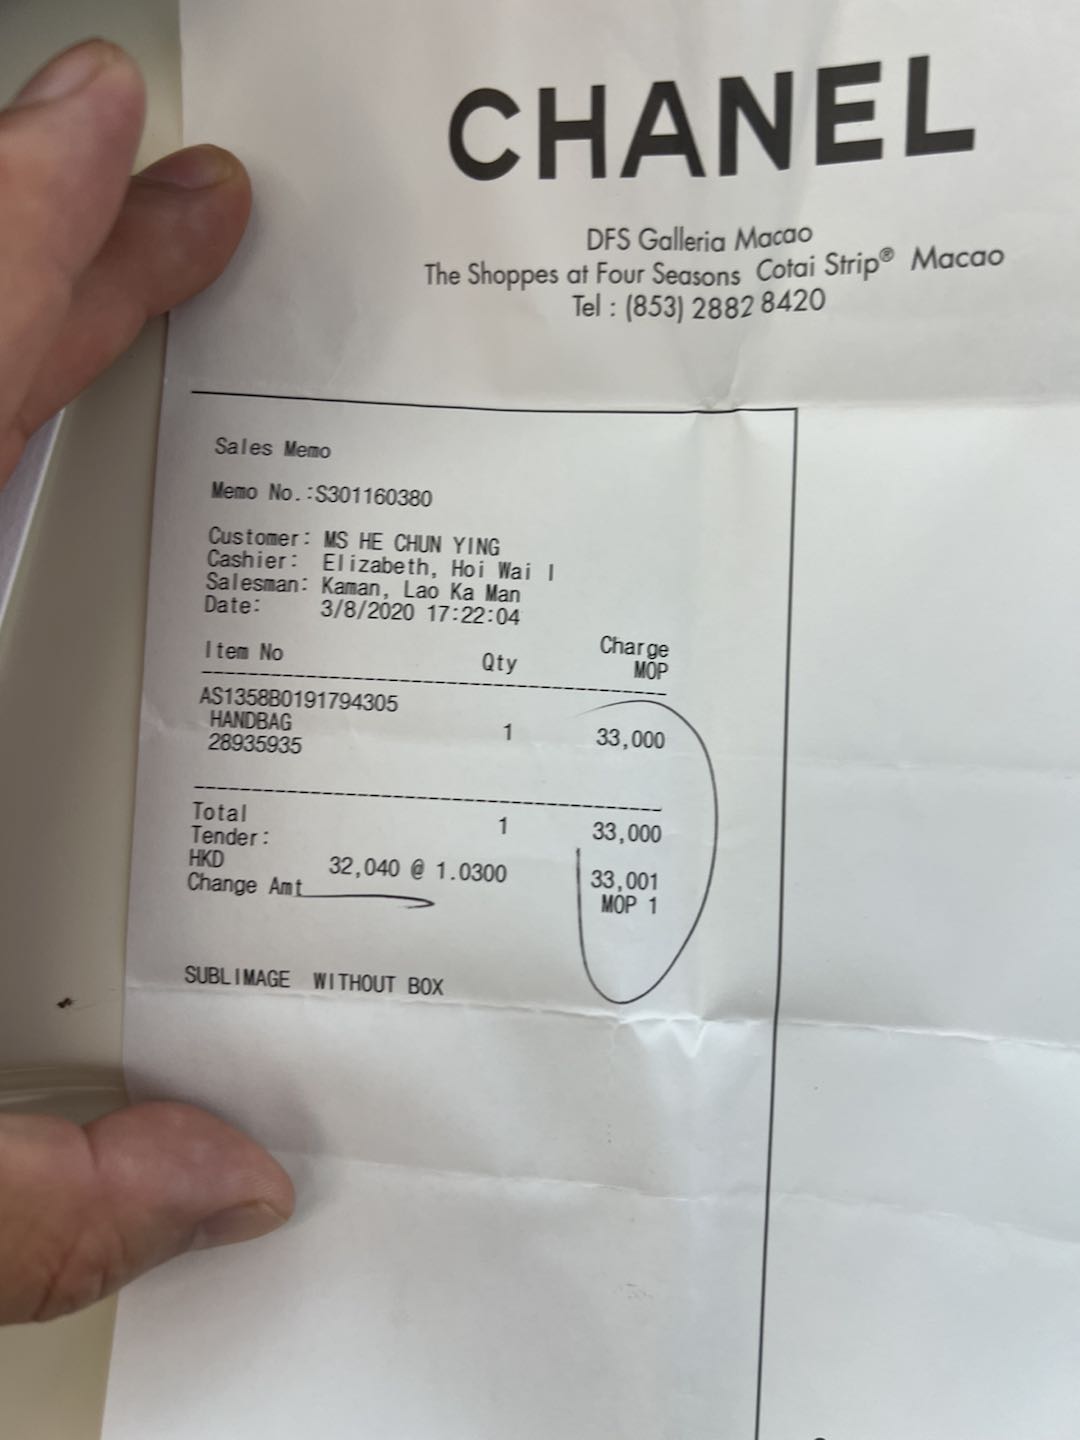 CHANEL
DFS Galleria Macao
The Shoppes at Four Seasons Cotai Strip® Macao
Tel : (853) 2882 8420
Sales Memo
Memo No.:S301160380
Customer: MS HE CHUN YING
Cashier: Elizabeth, Hoi Wai I
Salesman: Kaman, Lao Ka Man
Date: 3/8/2020 17:22:04
Item No Qty Charge
MOP
AS1358B0191794305
HANDBAG 1 33,000
28935935
Total 1 33,000
Tender:
HKD 32,040 @ 1.0300 33,001
Change Amt MOP 1
SUBLIMAGE WITHOUT BOX